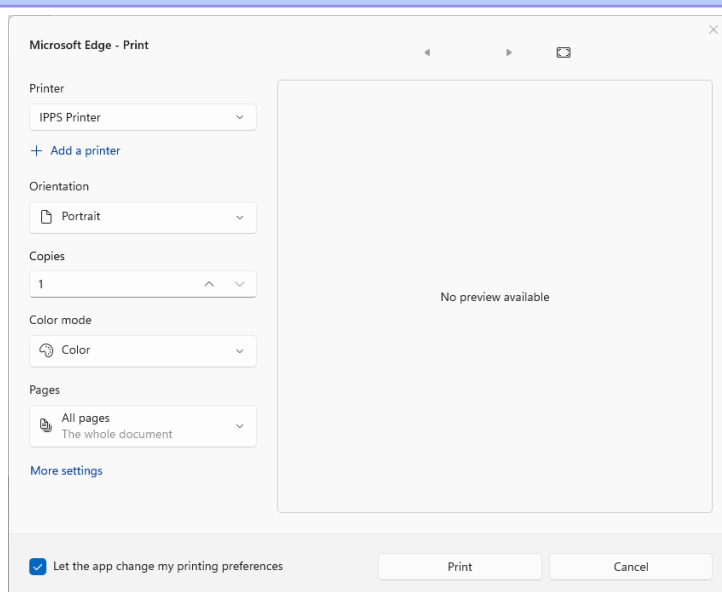 Microsoft Edge - Print
Printer
IPPS Printer
Add a printer
Orientation
Portrait
Copies
1
Color mode
Color
Pages
All pages
The whole document
More settings
No preview available
Let the app change my printing preferences
Print
Cancel